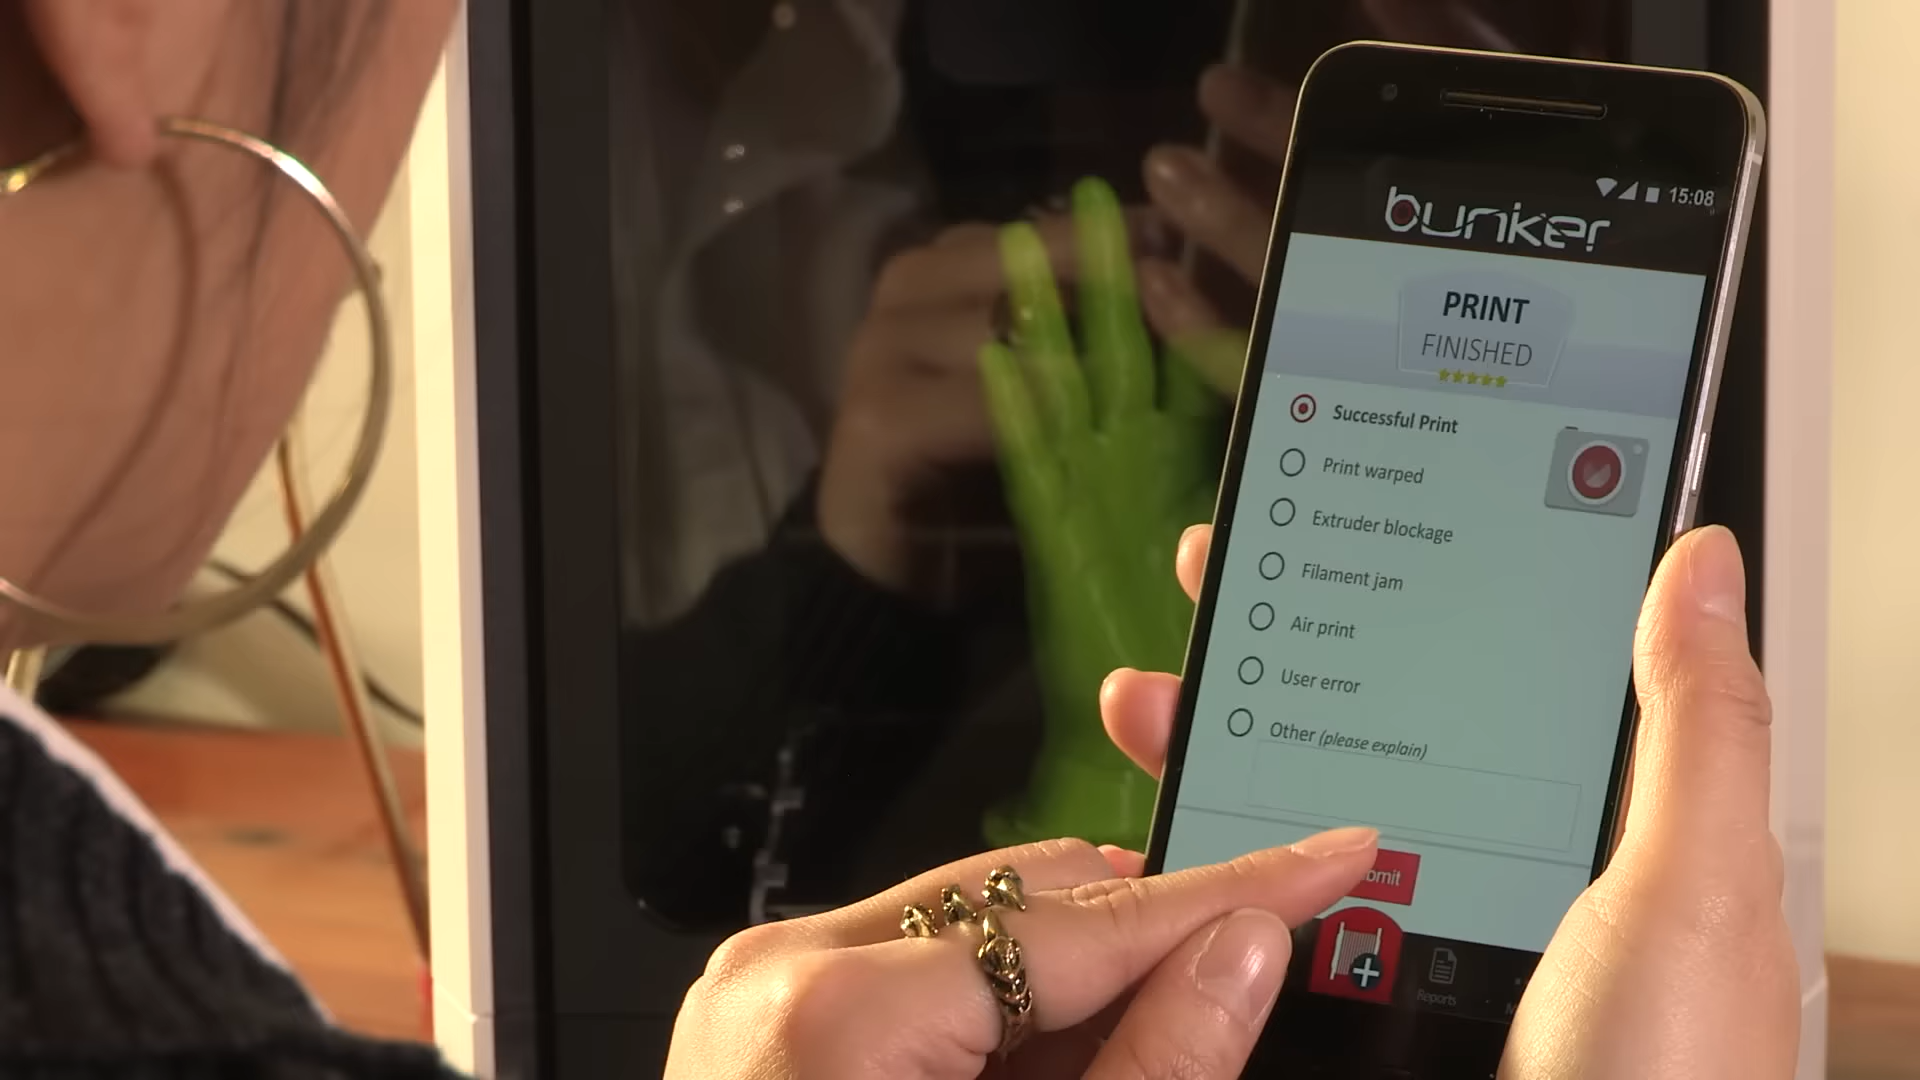 15:08
bunker
PRINT
FINISHED
Successful Print
Print warped
Extruder blockage
Filament jam
Air print
User error
Other (please explain)
Reports